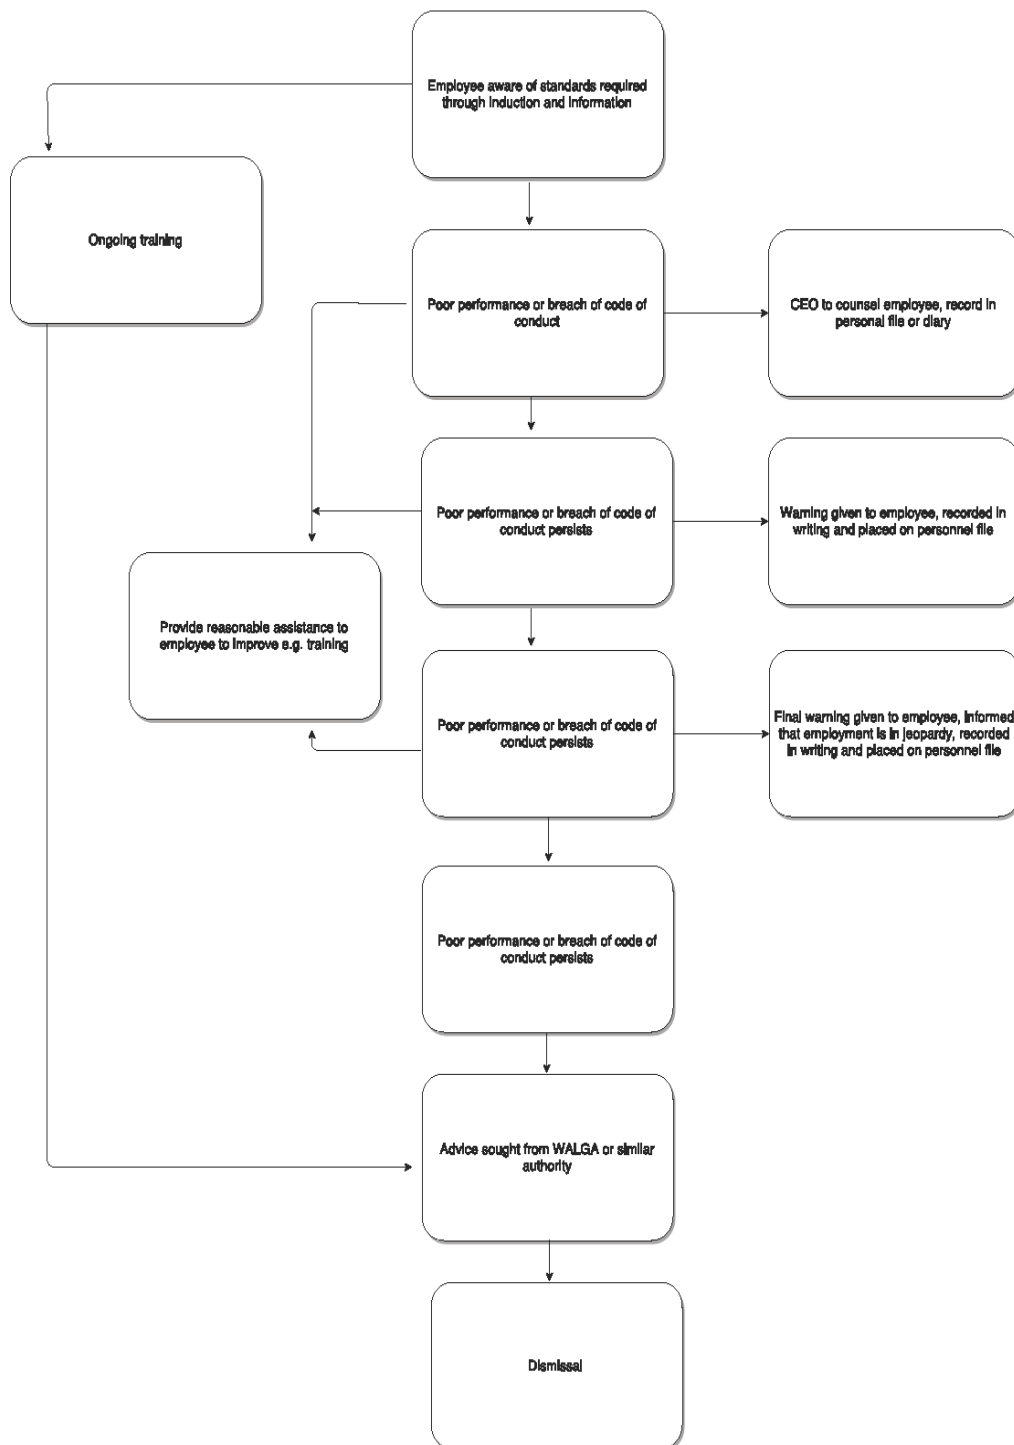 Employee aware of standards required
through induction and information
Ongoing training
Poor performance or breach of code of
conduct
CEO to counsel employee, record in
personal file or diary
Poor performance or breach of code of
conduct persists
Warning given to employee, recorded in
writing and placed on personnel file
Provide reasonable assistance to
employee to improve e.g. training
Poor performance or breach of code of
conduct persists
Final warning given to employee, informed
that employment is in jeopardy, recorded
in writing and placed on personnel file
Poor performance or breach of code of
conduct persists
Advice sought from WALGA or similar
authority
Dismissal